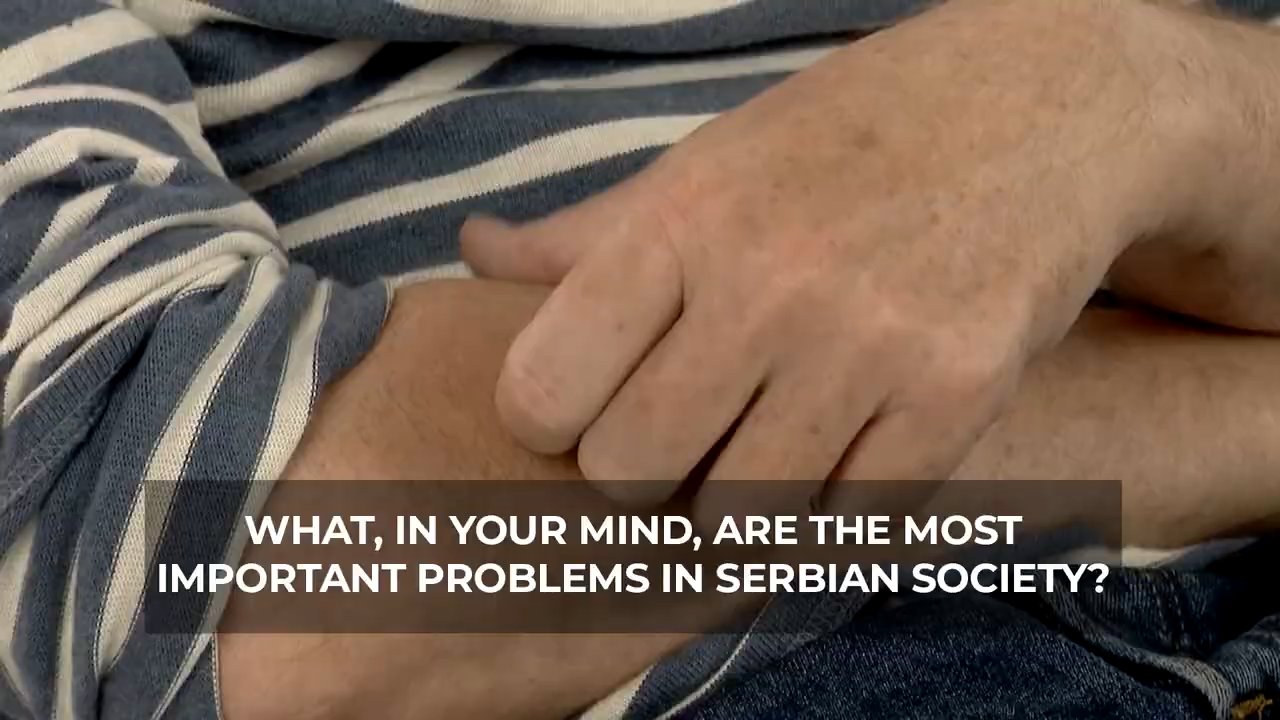 WHAT, IN YOUR MIND, ARE THE MOST
IMPORTANT PROBLEMS IN SERBIAN SOCIETY?